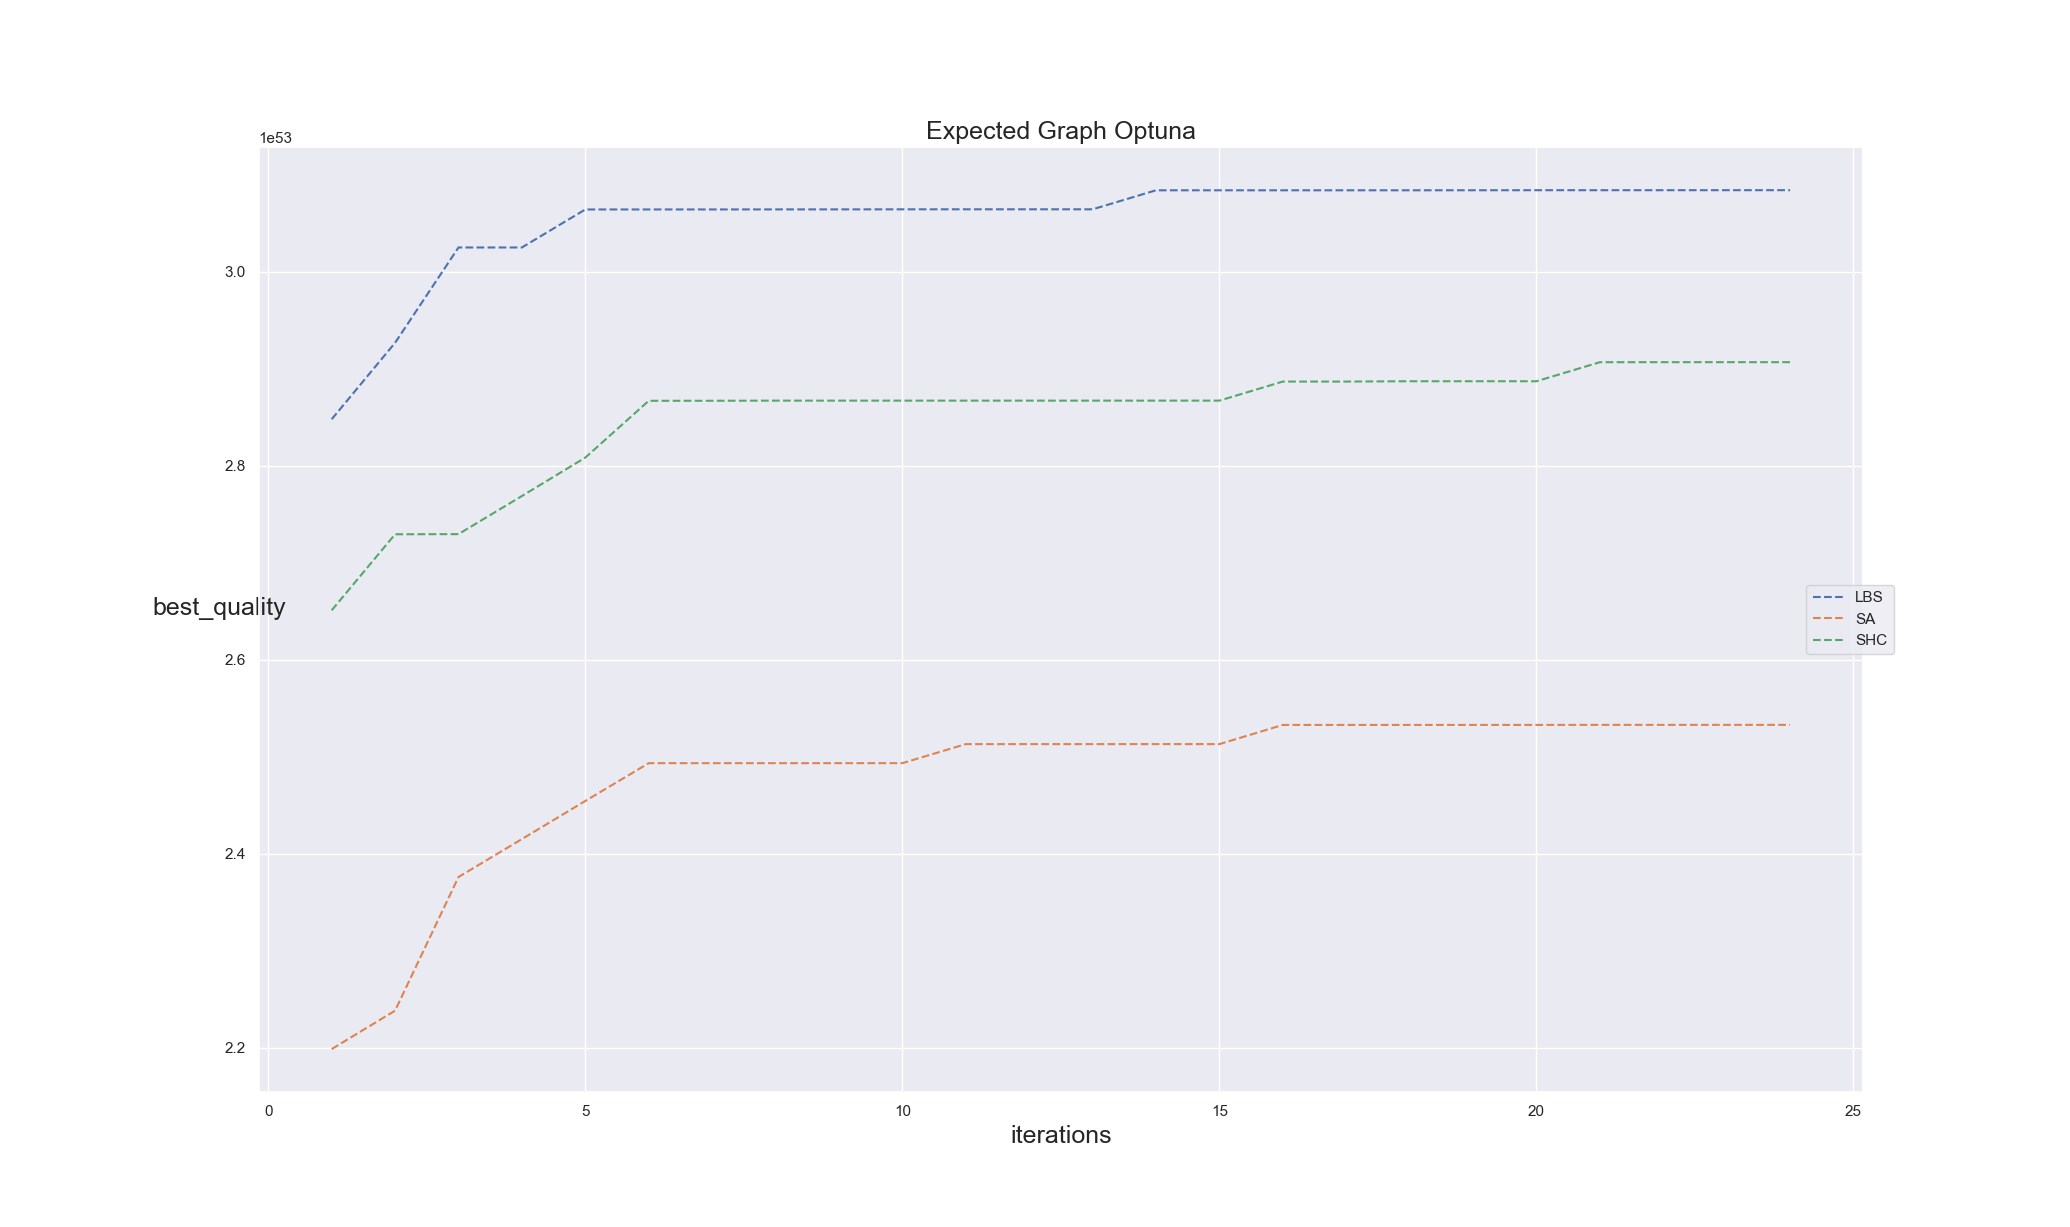 Expected Graph Optuna
1e53
3.0
2.8
best_quality
2.6
2.4
2.2
LBS
SA
SHC
0 5 10 15 20 25
iterations